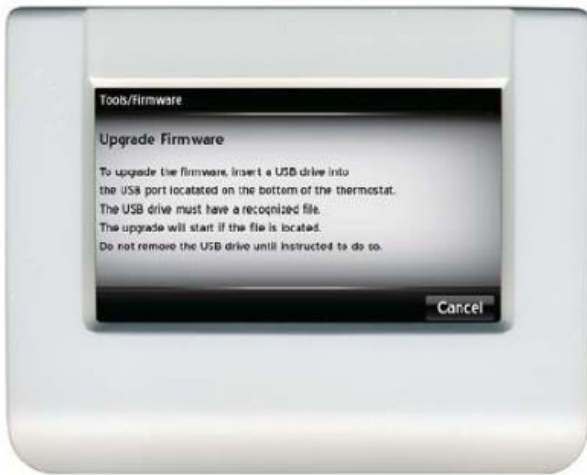 Tools/Firmware
Upgrade Firmware
To upgrade the firmware, insert a USB drive into
the USB port locatated on the bottom of the thermostat.
The USB drive must have a recognized file.
The upgrade will start if the file is located.
Do not remove the USB drive until instructed to do so.
Cancel